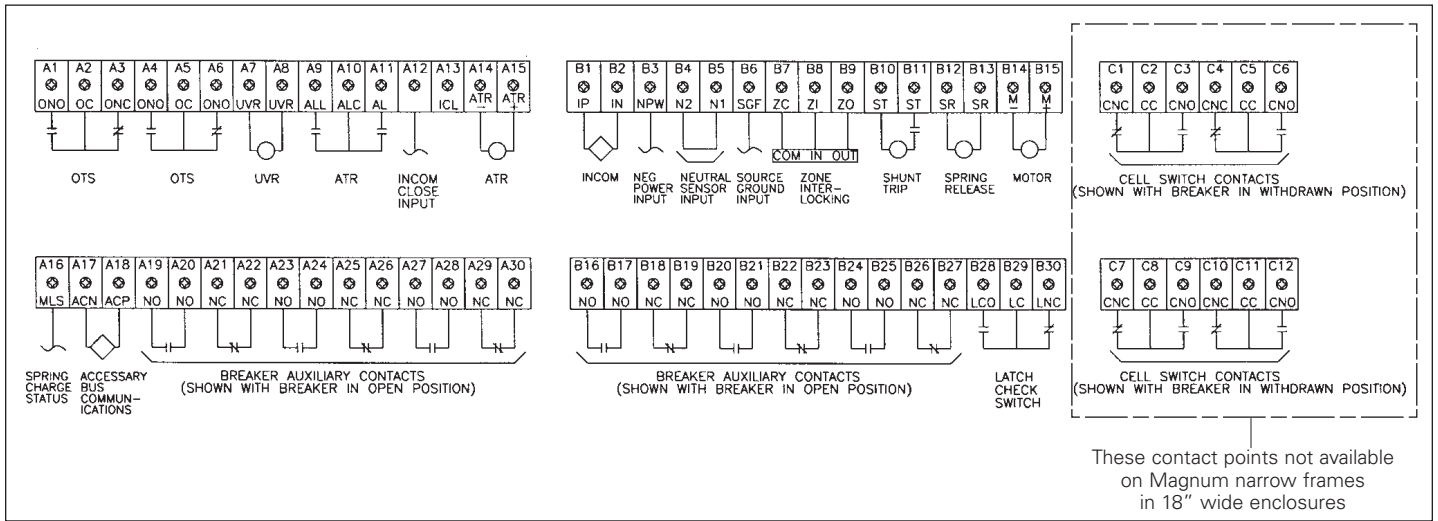 A1 A2 A3 A4 A5 A6 A7 A8 A9 A10 A11 A12 A13 A14 A15
ONO OC ONC ONO OC ONO UVR UVR ALL ALC AL ICL ATR - ATR +
OTS OTS UVR ATR INCOM CLOSE INPUT ATR
B1 B2 B3 B4 B5 B6 B7 B8 B9 B10 B11 B12 B13 B14 B15
IP IN NPW N2 N1 SGF ZC ZI ZO ST ST SR SR M - M +
COM IN OUT
INCOM NEG POWER INPUT NEUTRAL SENSOR INPUT SOURCE GROUND INPUT ZONE INTER-LOCKING SHUNT TRIP SPRING RELEASE MOTOR
C1 C2 C3 C4 C5 C6
CNC CC CNO CNC CC CNO
CELL SWITCH CONTACTS
(SHOWN WITH BREAKER IN WITHDRAWN POSITION)
A16 A17 A18 A19 A20 A21 A22 A23 A24 A25 A26 A27 A28 A29 A30
MLS ACN ACP NO NO NC NC NO NO NC NC NO NO NC NC
SPRING CHARGE STATUS ACCESSARY BUS COMMUN-ICATIONS
BREAKER AUXILIARY CONTACTS
(SHOWN WITH BREAKER IN OPEN POSITION)
B16 B17 B18 B19 B20 B21 B22 B23 B24 B25 B26 B27 B28 B29 B30
NO NO NC NC NO NO NC NC NO NO NC NC LCO LC LNC
BREAKER AUXILIARY CONTACTS
(SHOWN WITH BREAKER IN OPEN POSITION)
LATCH CHECK SWITCH
C7 C8 C9 C10 C11 C12
CNC CC CNO CNC CC CNO
CELL SWITCH CONTACTS
(SHOWN WITH BREAKER IN WITHDRAWN POSITION)
These contact points not available
on Magnum narrow frames
in 18" wide enclosures